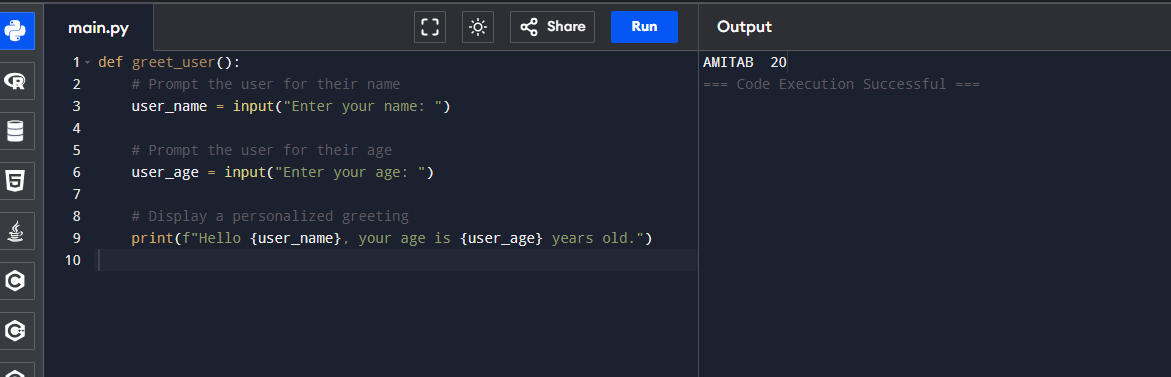 main.py
Share
Run
Output
1 def greet_user():
2     # Prompt the user for their name
3     user_name = input("Enter your name: ")
4
5     # Prompt the user for their age
6     user_age = input("Enter your age: ")
7
8     # Display a personalized greeting
9     print(f"Hello {user_name}, your age is {user_age} years old.")
10
AMITAB  20
=== Code Execution Successful ===